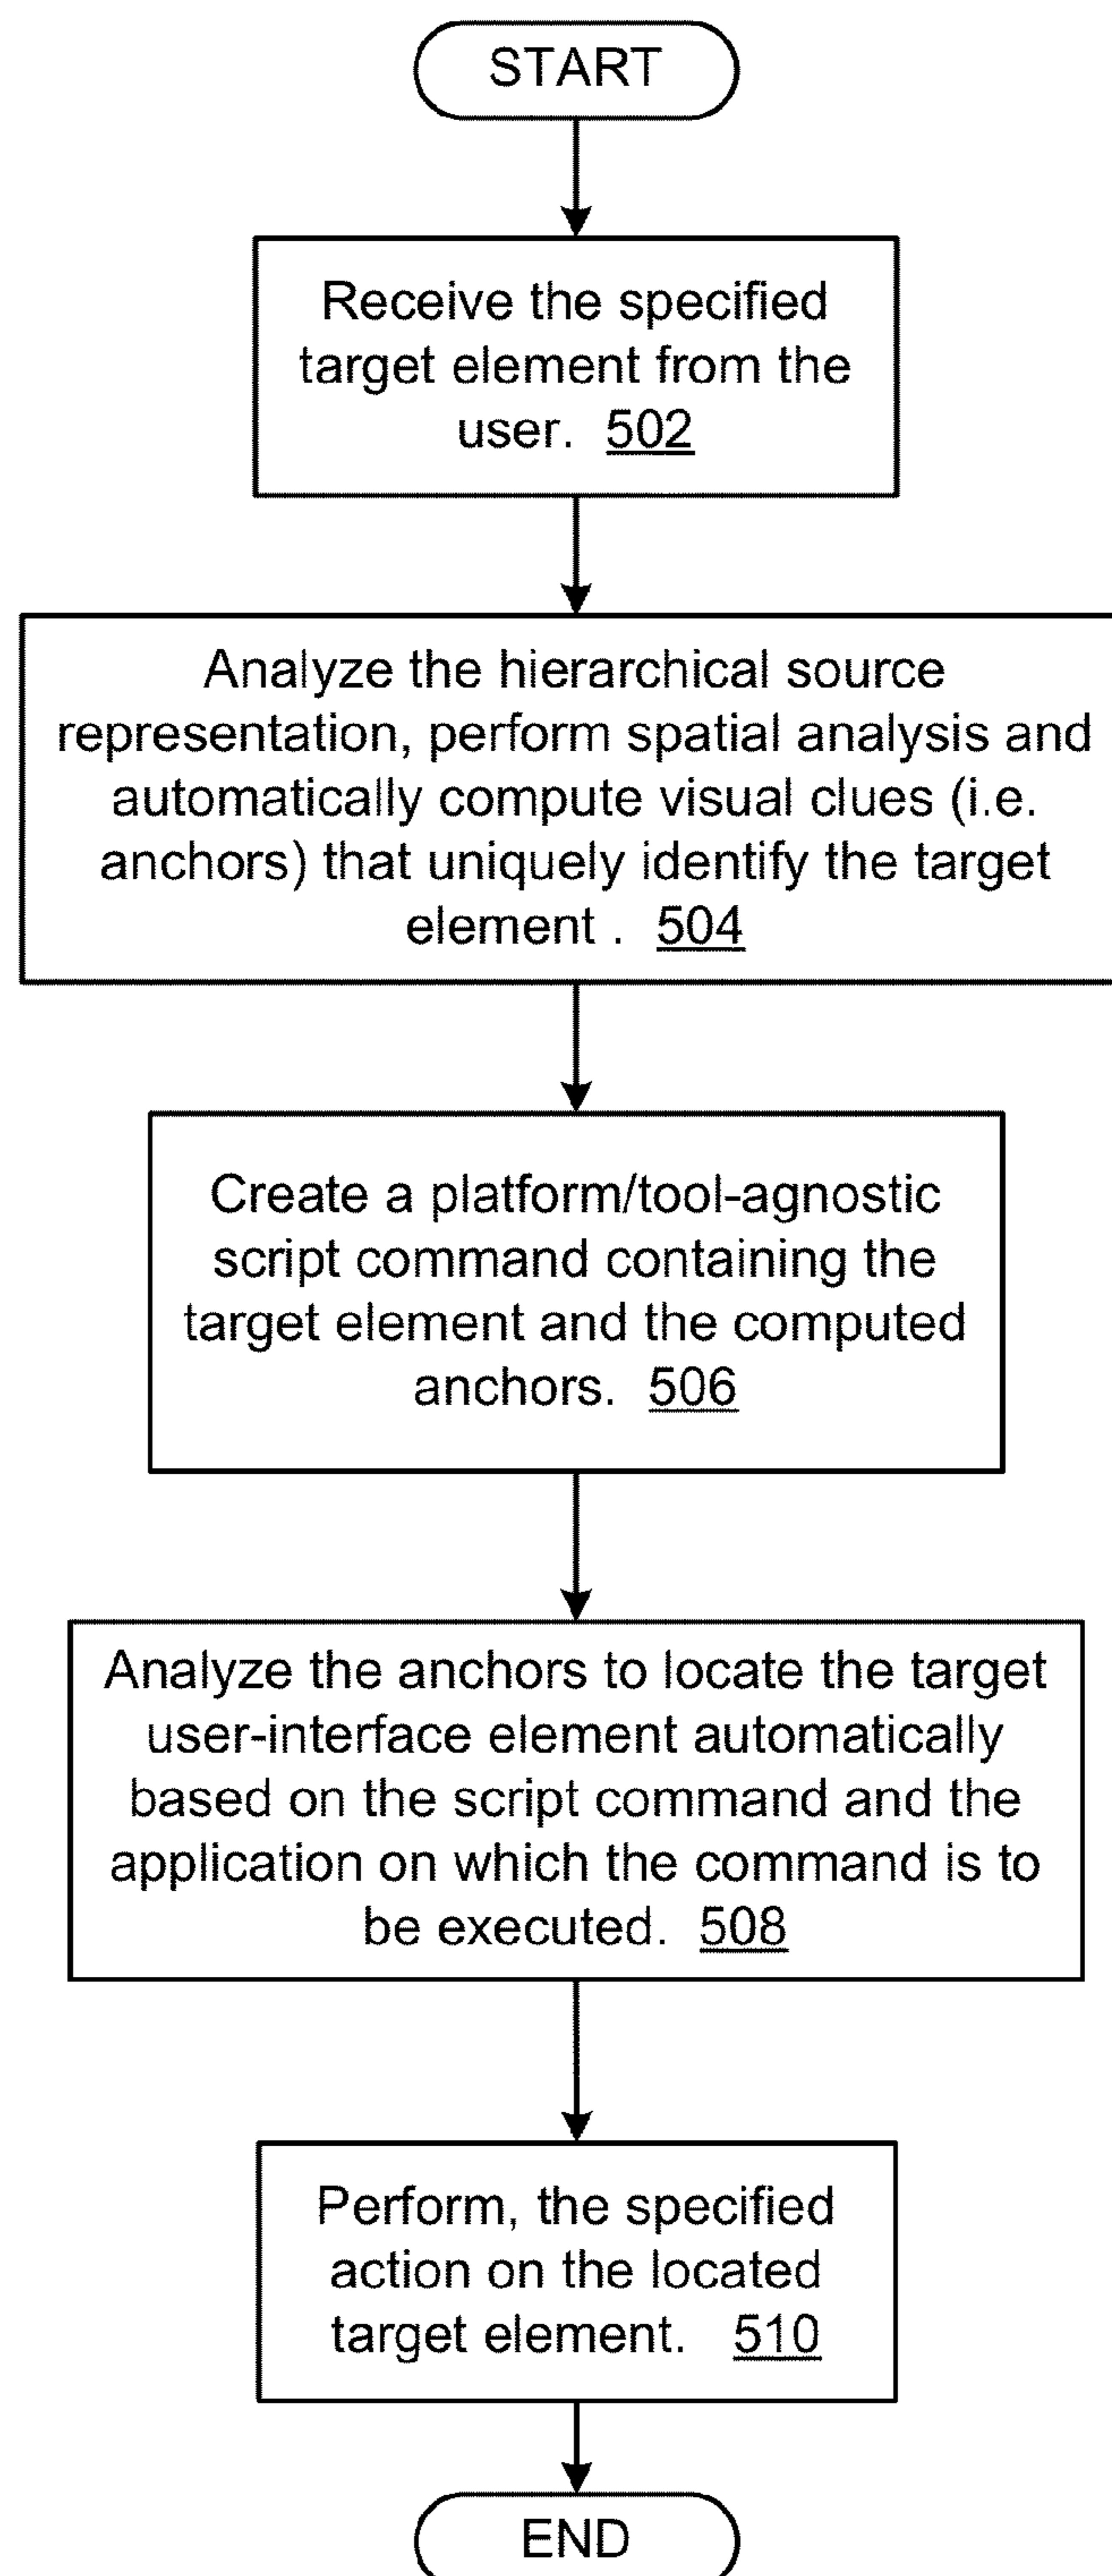 START
Receive the specified
target element from the
user. 502
Analyze the hierarchical source
representation, perform spatial analysis and
automatically compute visual clues (i.e.
anchors) that uniquely identify the target
element . 504
Create a platform/tool-agnostic
script command containing the
target element and the computed
anchors. 506
Analyze the anchors to locate the target
user-interface element automatically
based on the script command and the
application on which the command is to
be executed. 508
Perform, the specified
action on the located
target element. 510
END